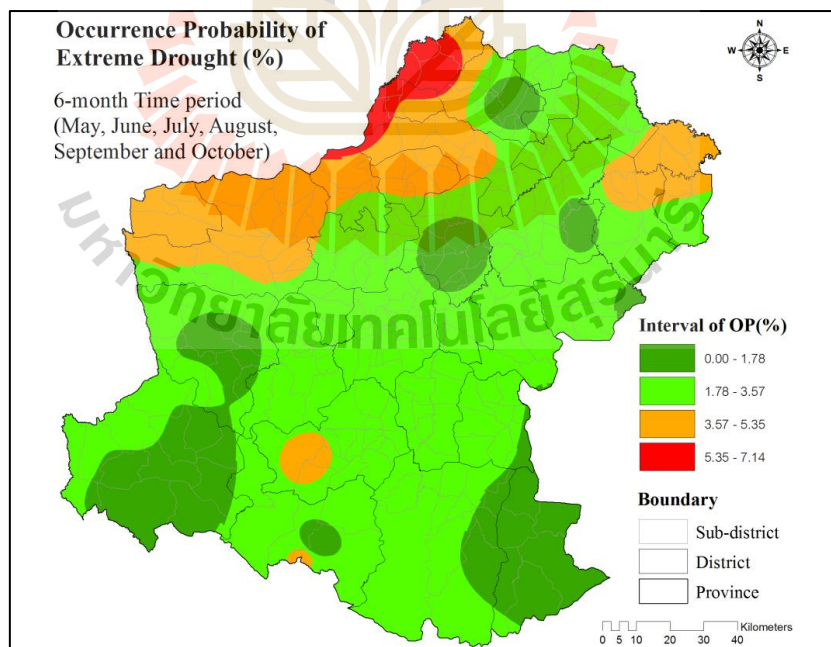 Occurrence Probability of
Extreme Drought (%)
6-month Time period
(May, June, July, August,
September and October)
N
W E
S
มหาวิทยาลัยเทคโนโลยีสุรนารี
Interval of OP(%)
0.00 - 1.78
1.78 - 3.57
3.57 - 5.35
5.35 - 7.14
Boundary
Sub-district
District
Province
Kilometers
0 5 10 20 30 40